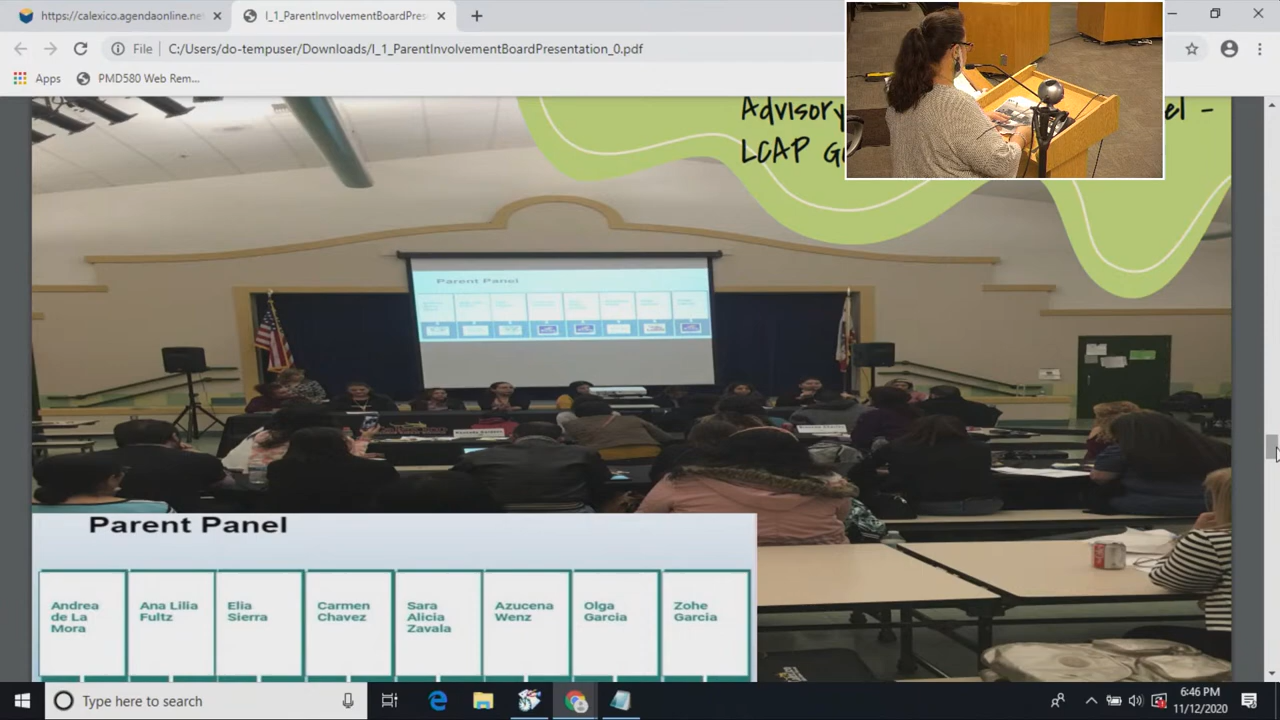 https://calexico.agendaonline.ne
I_1_ParentInvolvementBoardPres
File
C:/Users/do-tempuser/Downloads/I_1_ParentInvolvementBoardPresentation_0.pdf
Apps
PMD580 Web Rem...
Advisory
el -
LCAP G
Parent Panel
Parent Panel
Andrea
de La
Mora
Ana Lilia
Fultz
Elia
Sierra
Carmen
Chavez
Sara
Alicia
Zavala
Azucena
Wenz
Olga
Garcia
Zohe
Garcia
Type here to search
6:46 PM
11/12/2020